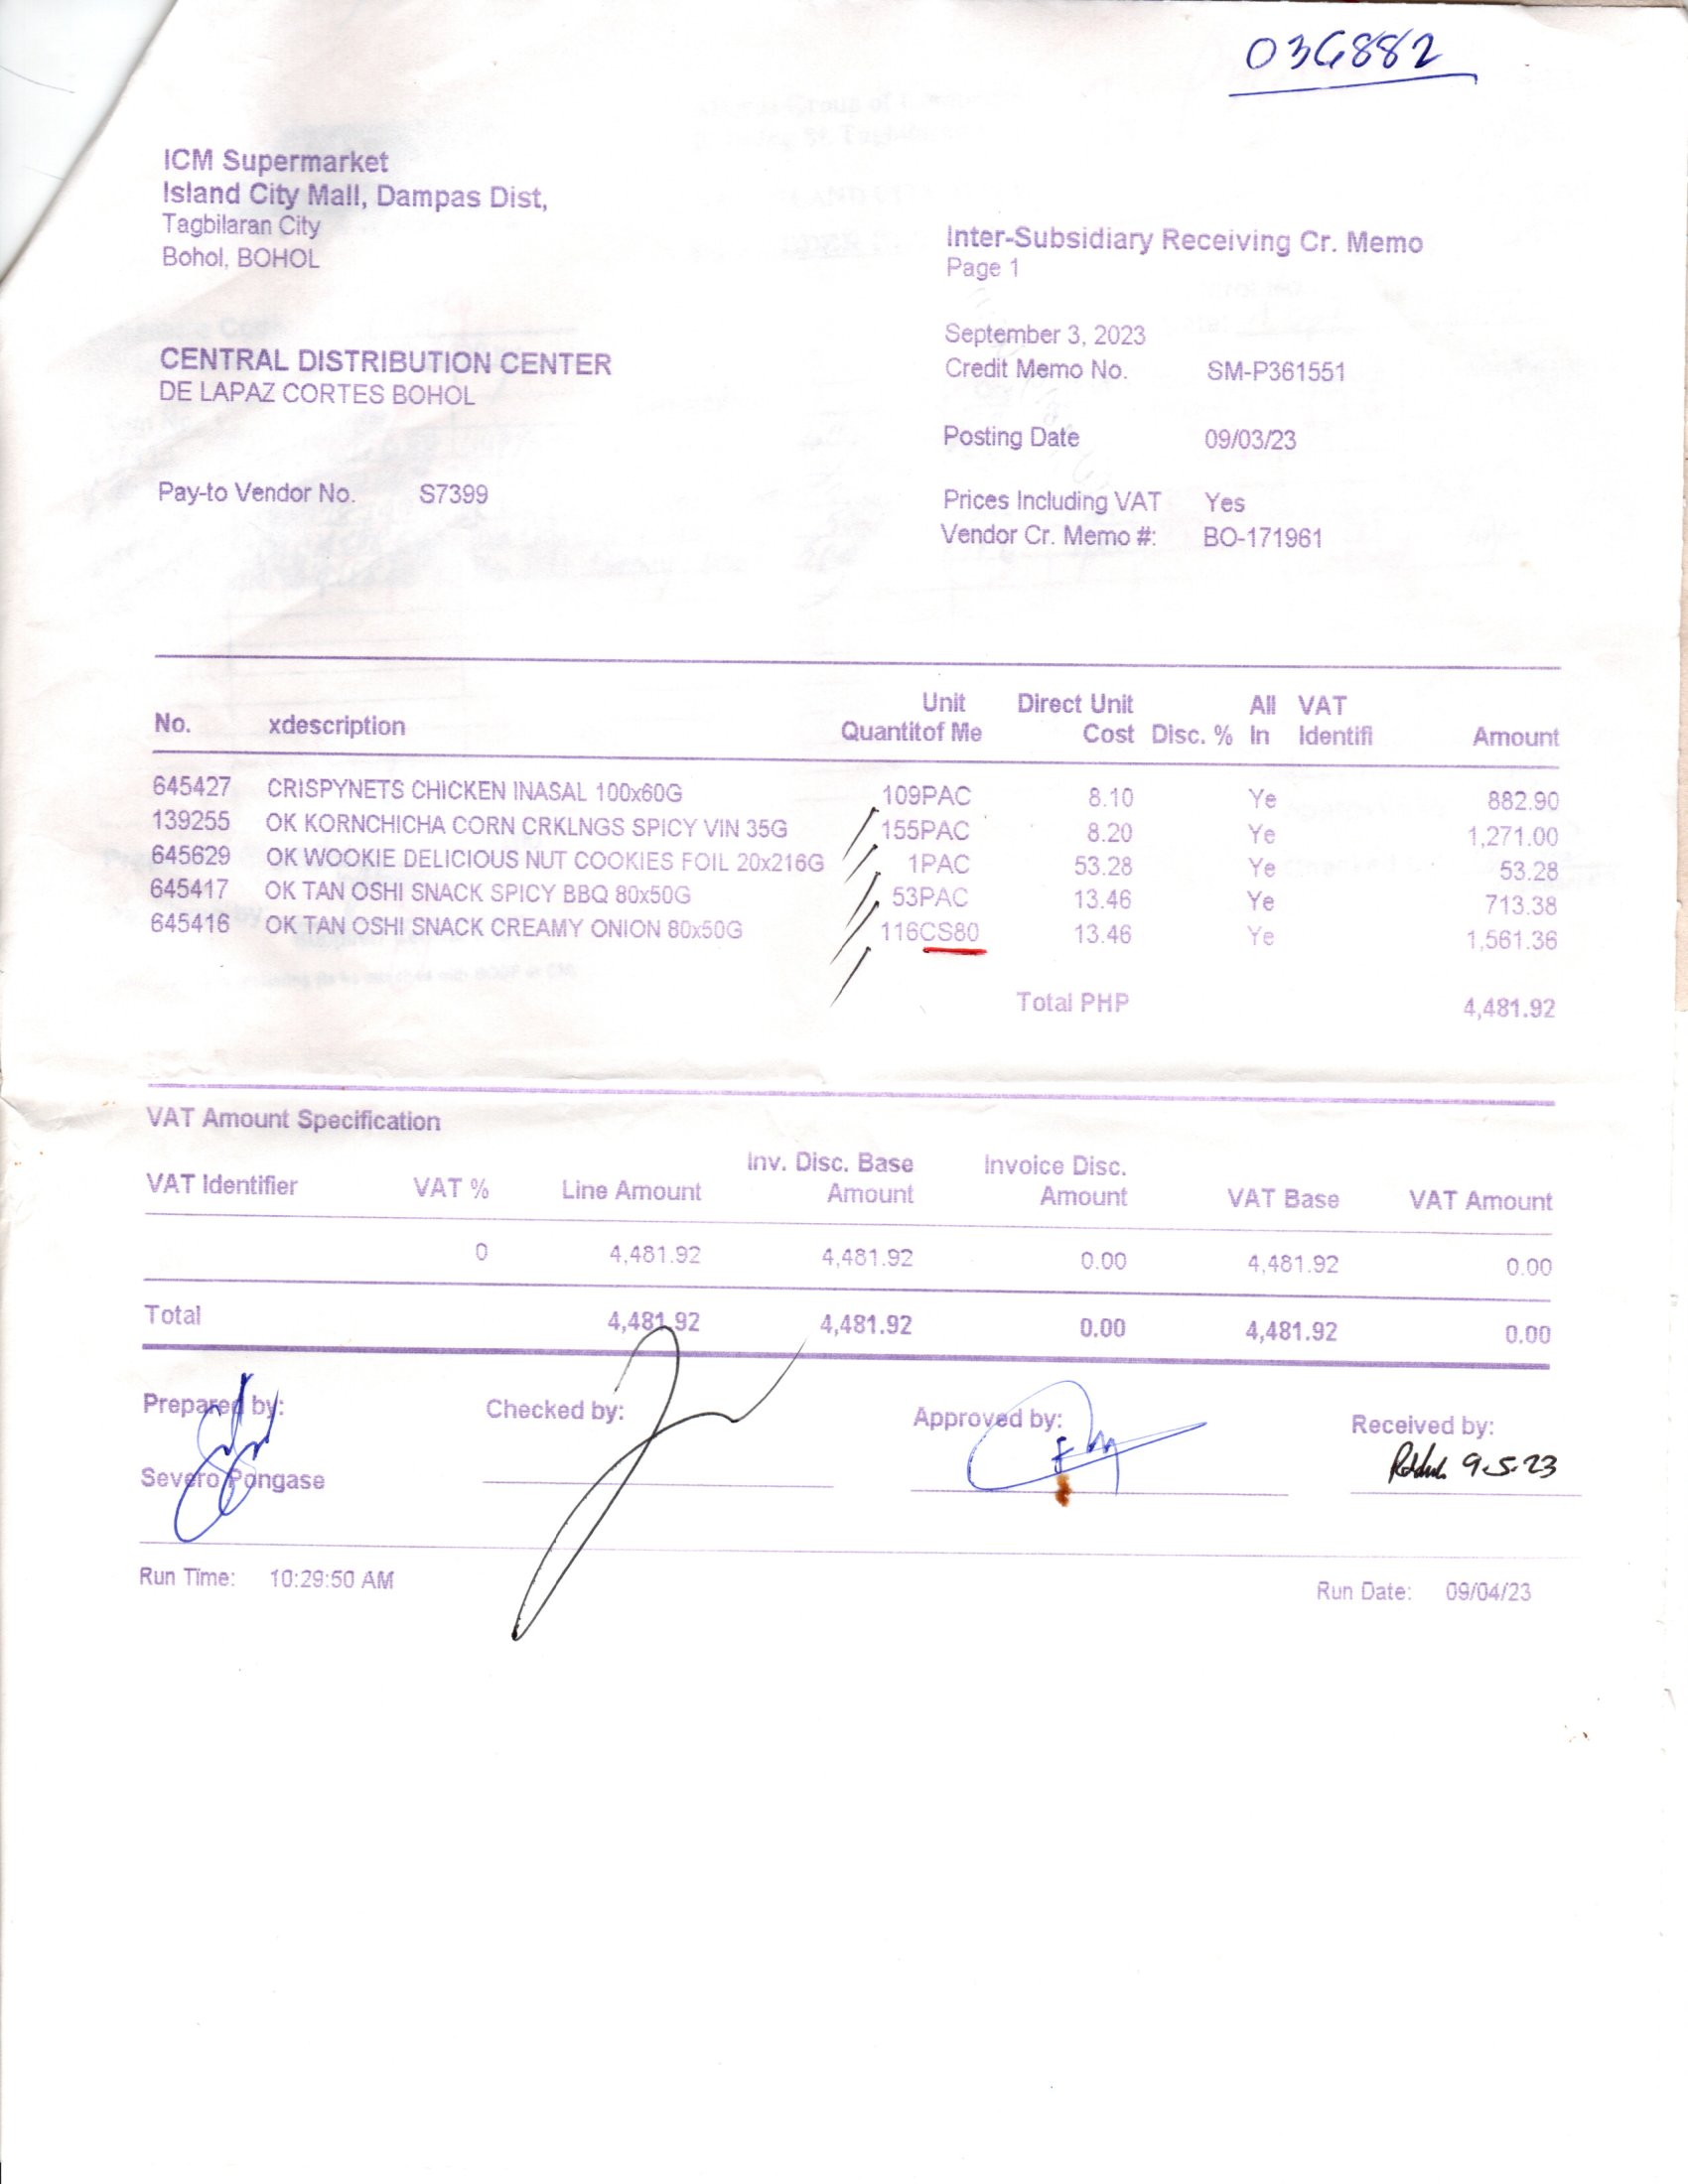 036882
ICM Supermarket
Island City Mall, Dampas Dist,
Tagbilaran City
Bohol, BOHOL
Inter-Subsidiary Receiving Cr. Memo
Page 1
September 3, 2023
CENTRAL DISTRIBUTION CENTER
DE LAPAZ CORTES BOHOL
Credit Memo No. SM-P361551
Posting Date 09/03/23
Pay-to Vendor No. S7399
Prices Including VAT Yes
Vendor Cr. Memo #: BO-171961
Unit Direct Unit All VAT
No. xdescription Quantitof Me Cost Disc. % In Identifi Amount
645427 CRISPYNETS CHICKEN INASAL 100x60G 109PAC 8.10 Ye 882.90
139255 OK KORNCHICHA CORN CRKLNGS SPICY VIN 35G 155PAC 8.20 Ye 1,271.00
645629 OK WOOKIE DELICIOUS NUT COOKIES FOIL 20x216G 1PAC 53.28 Ye 53.28
645417 OK TAN OSHI SNACK SPICY BBQ 80x50G 53PAC 13.46 Ye 713.38
645416 OK TAN OSHI SNACK CREAMY ONION 80x50G 116CS80 13.46 Ye 1,561.36
Total PHP 4,481.92
VAT Amount Specification
Inv. Disc. Base Invoice Disc.
VAT Identifier VAT % Line Amount Amount Amount VAT Base VAT Amount
0 4,481.92 4,481.92 0.00 4,481.92 0.00
Total 4,481.92 4,481.92 0.00 4,481.92 0.00
Prepared by: Checked by: Approved by: Received by:
Severo Pongase 9-5-23
Run Time: 10:29:50 AM Run Date: 09/04/23